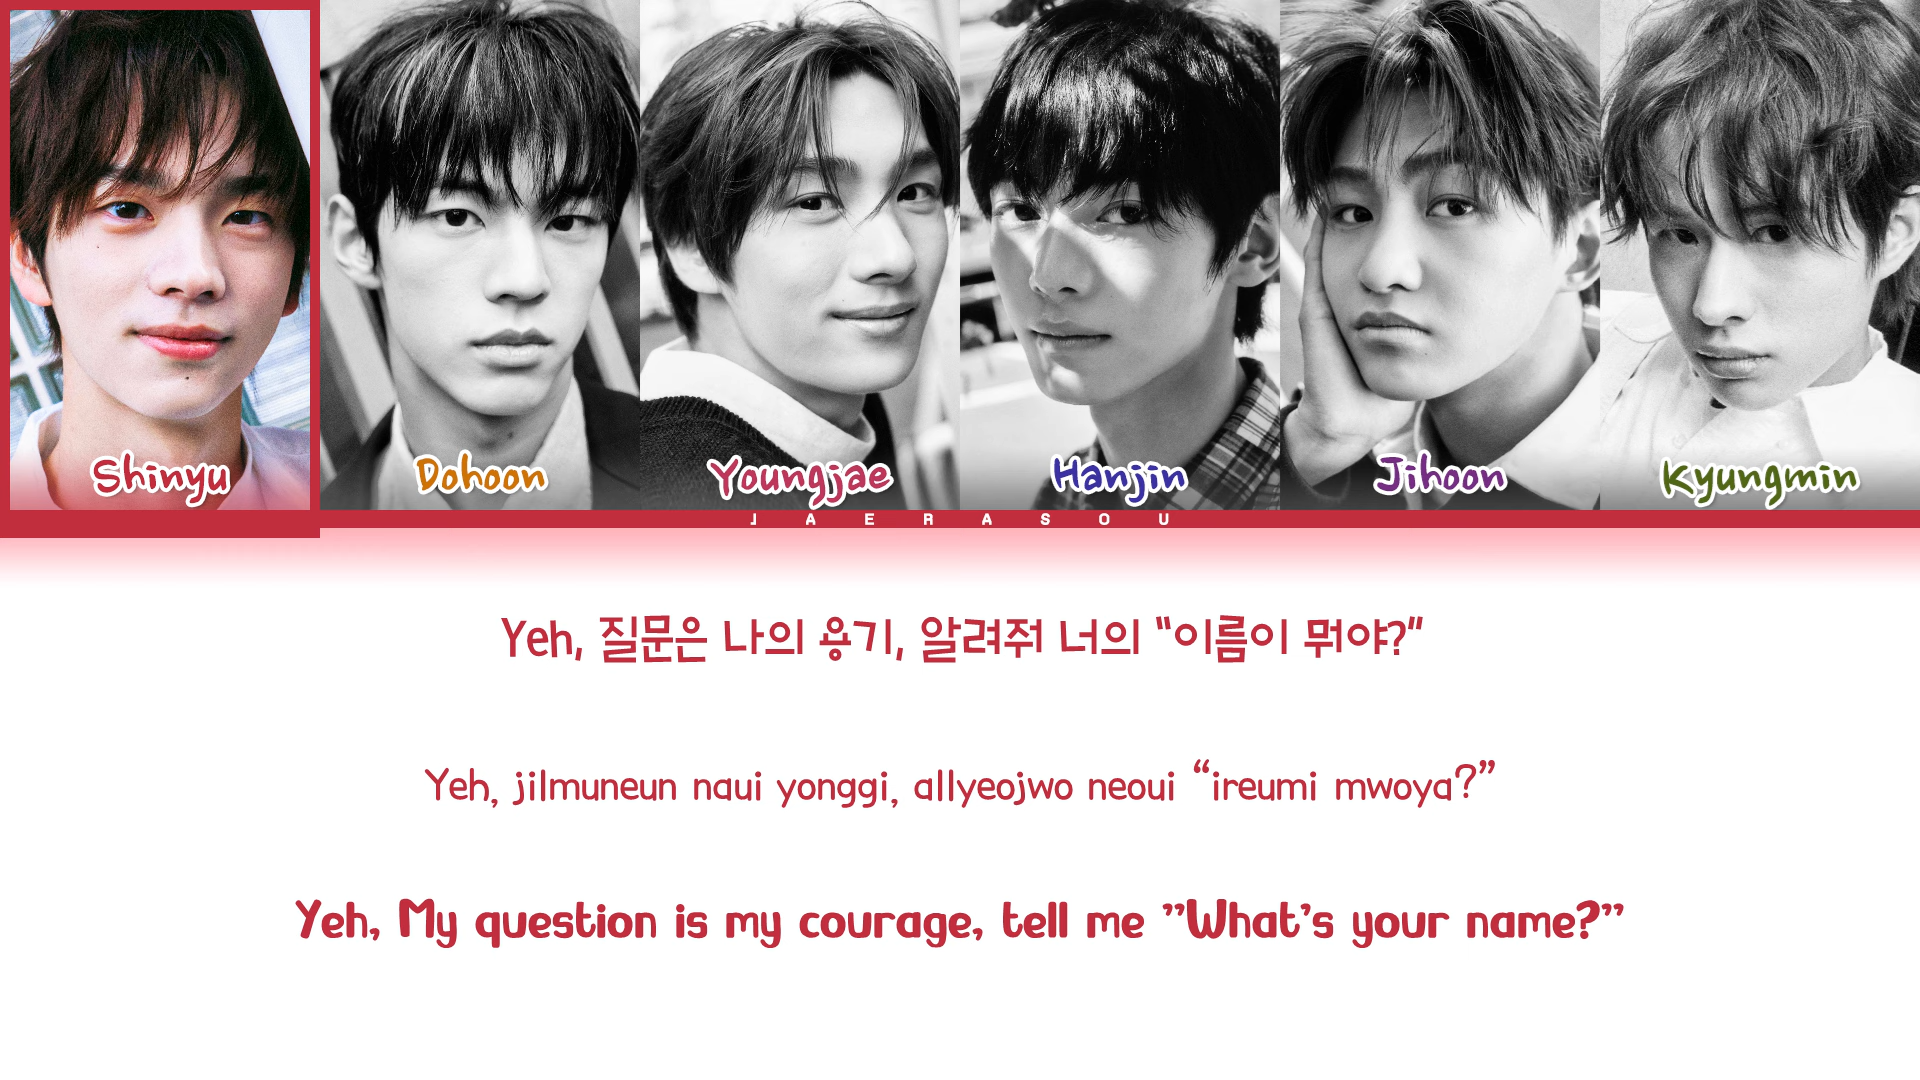 Shinyu Dohoon Youngjae Hanjin Jihoon Kyungmin
JAERASOU
Yeh, 질문은 나의 용기, 알려줘 너의 “이름이 뭐야?”
Yeh, jilmuneun naui yonggi, allyeojwo neoui “ireumi mwoya?”
Yeh, My question is my courage, tell me ”What’s your name?”